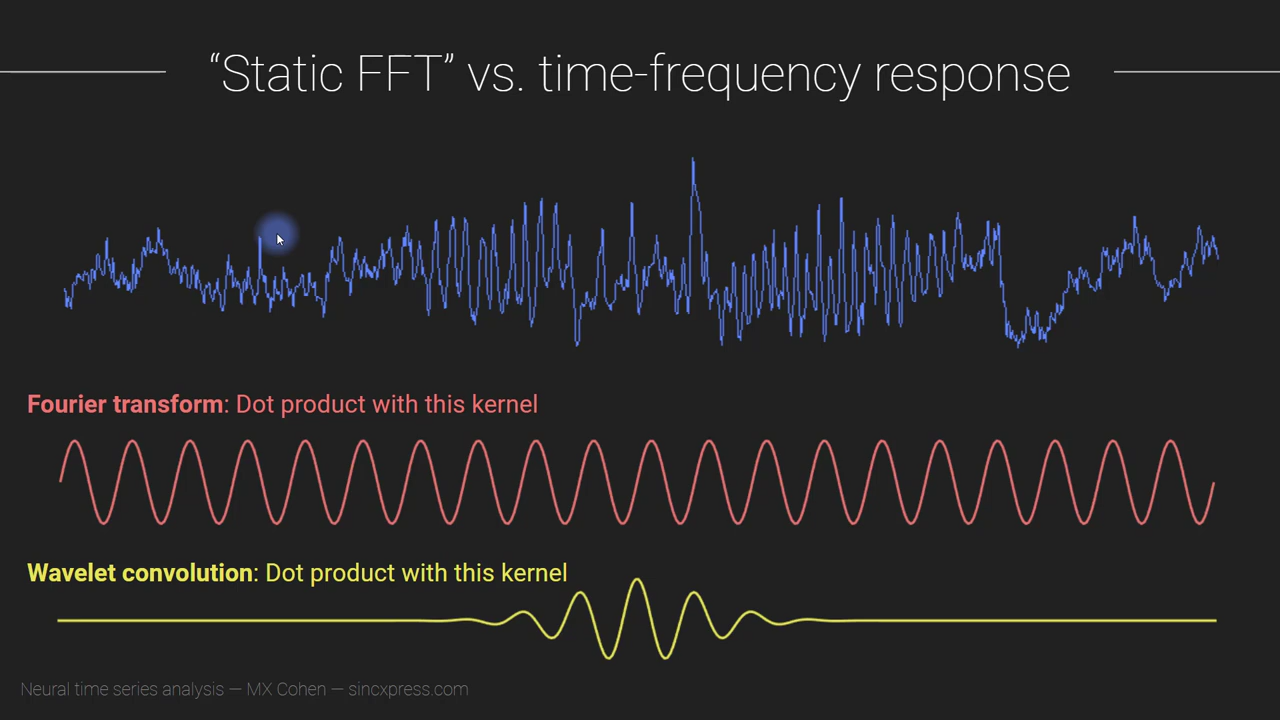 “Static FFT” vs. time-frequency response
Fourier transform: Dot product with this kernel
Wavelet convolution: Dot product with this kernel
Neural time series analysis — MX Cohen — sincxpress.com